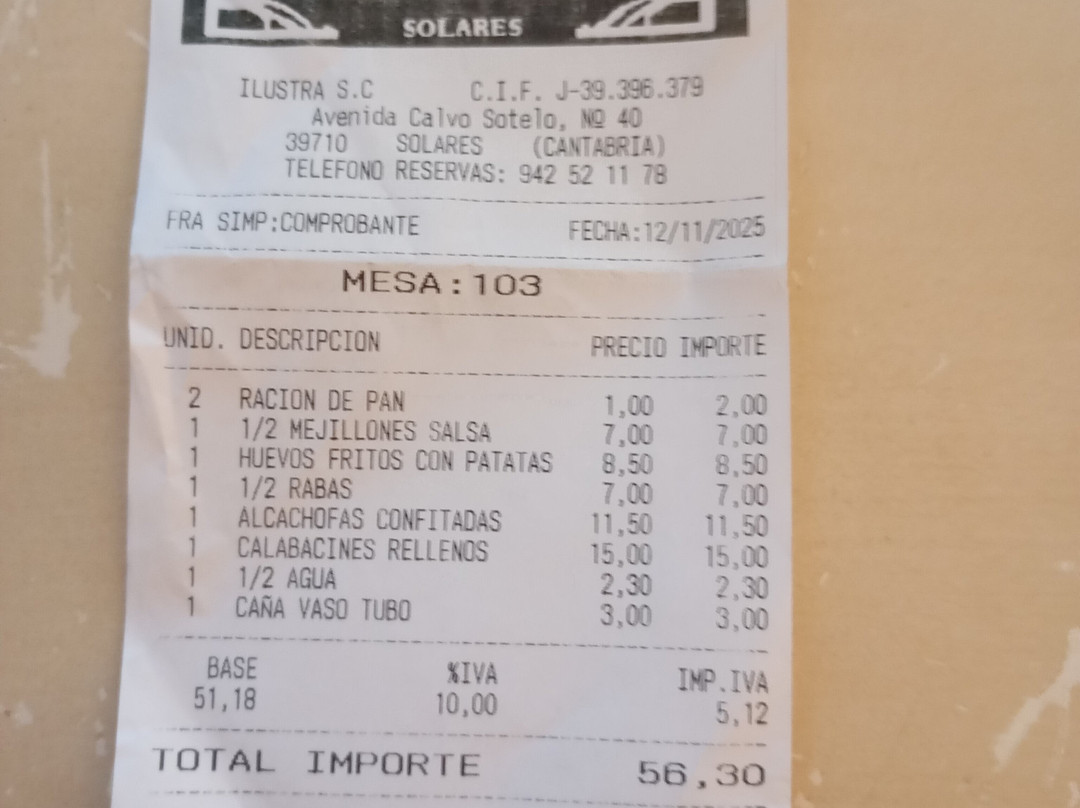 SOLARES
ILUSTRA S.C C.I.F. J-39.396.379
Avenida Calvo Sotelo, Nº 40
39710 SOLARES (CANTABRIA)
TELEFONO RESERVAS: 942 52 11 78
FRA SIMP:COMPROBANTE FECHA:12/11/2025
MESA:103
UNID. DESCRIPCION PRECIO IMPORTE
2 RACION DE PAN 1,00 2,00
1 1/2 MEJILLONES SALSA 7,00 7,00
1 HUEVOS FRITOS CON PATATAS 8,50 8,50
1 1/2 RABAS 7,00 7,00
1 ALCACHOFAS CONFITADAS 11,50 11,50
1 CALABACINES RELLENOS 15,00 15,00
1 1/2 AGUA 2,30 2,30
1 CAÑA VASO TUBO 3,00 3,00
BASE %IVA IMP.IVA
51,18 10,00 5,12
TOTAL IMPORTE 56,30